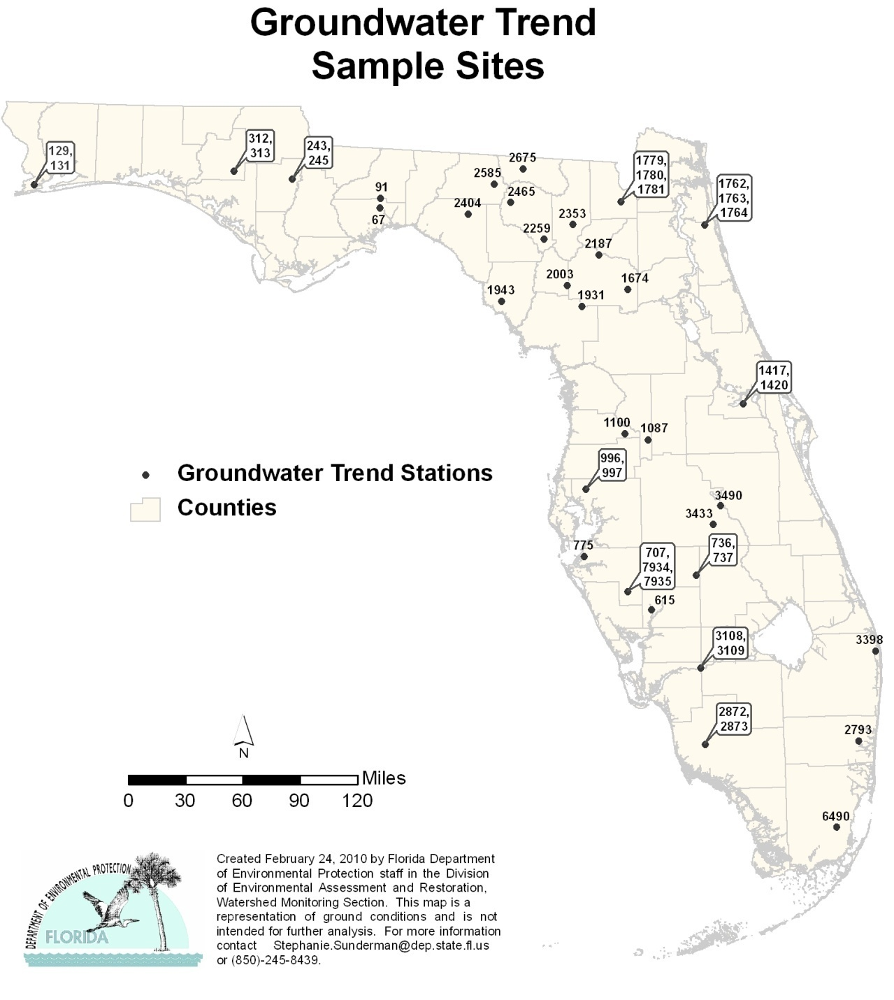 Groundwater Trend
Sample Sites
129,
131
312,
313
243,
245
91
67
2675
2585
2465
2404
2353
2259
2187
2003
1674
1943
1931
1779,
1780,
1781
1762,
1763,
1764
1417,
1420
1100
1087
996,
997
3490
3433
775
707,
7934,
7935
736,
737
615
3108,
3109
3398
2872,
2873
2793
6490
Groundwater Trend Stations
Counties
N
Miles
0 30 60 90 120
DEPARTMENT OF ENVIRONMENTAL PROTECTION
FLORIDA
Created February 24, 2010 by Florida Department
of Environmental Protection staff in the Division
of Environmental Assessment and Restoration,
Watershed Monitoring Section. This map is a
representation of ground conditions and is not
intended for further analysis. For more information
contact Stephanie.Sunderman@dep.state.fl.us
or (850)-245-8439.